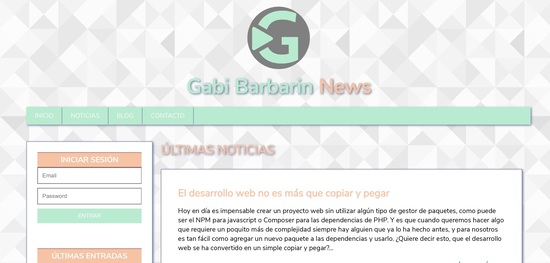 G
Gabi Barbarin News
INICIO NOTICIAS BLOG CONTACTO
INICIAR SESIÓN
Email
Password
ENTRAR
ÚLTIMAS ENTRADAS
ÚLTIMAS NOTICIAS
El desarrollo web no es más que copiar y pegar
Hoy en día es impensable crear un proyecto web sin utilizar algún tipo de gestor de paquetes, como puede
ser el NPM para javascript o Composer para las dependencias de PHP. Y es que cuando queremos hacer algo
que requiere un poquito más de complejidad siempre hay alguien que ya lo ha hecho antes, y para nosotros
es tan fácil como agregar un nuevo paquete a las dependencias y usarlo. ¿Quiere decir esto, que el desarrollo
web se ha convertido en un simple copiar y pegar?...